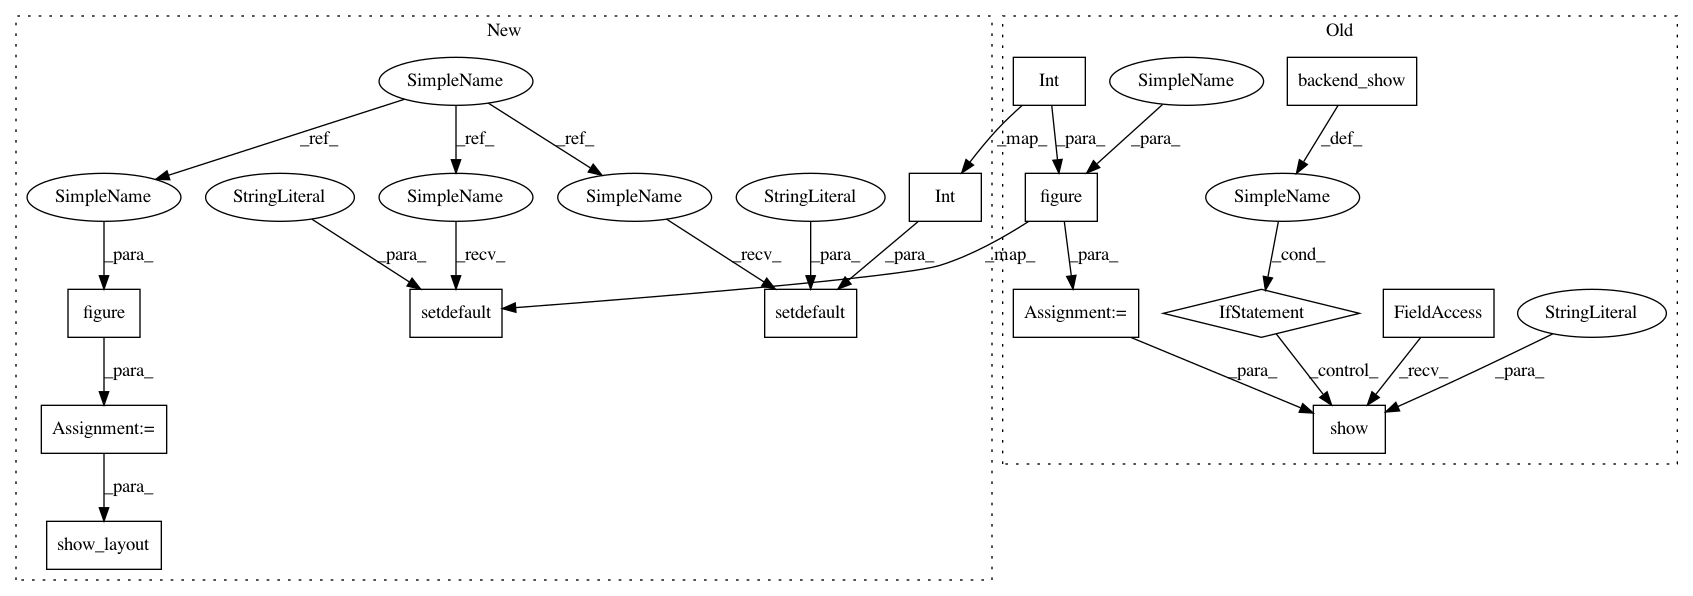 New
Old
SimpleName
Int
SimpleName
backend_show
_ref_
_ref_
_ref_
_map_
_para_
_para_
_def_
SimpleName
StringLiteral
SimpleName
SimpleName
StringLiteral
Int
figure
SimpleName
_para_
_para_
_recv_
_recv_
_para_
_para_
_map_
_para_
_cond_
figure
setdefault
setdefault
Assignment:=
IfStatement
FieldAccess
StringLiteral
_para_
_para_
_control_
_recv_
_para_
Assignment:=
show
_para_
show_layout